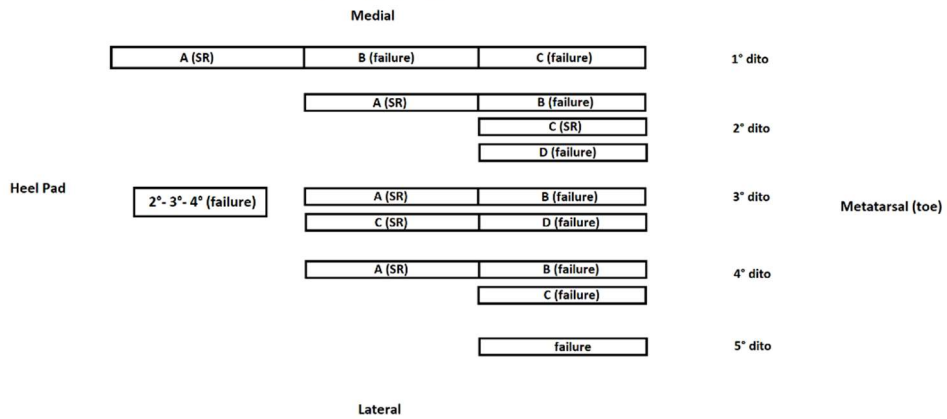 Medial
A (SR) B (failure) C (failure) 1° dito
A (SR) B (failure)
C (SR) 2° dito
D (failure)
Heel Pad
2°- 3°- 4° (failure)
A (SR) B (failure) 3° dito
Metatarsal (toe)
C (SR) D (failure)
A (SR) B (failure) 4° dito
C (failure)
failure 5° dito
Lateral